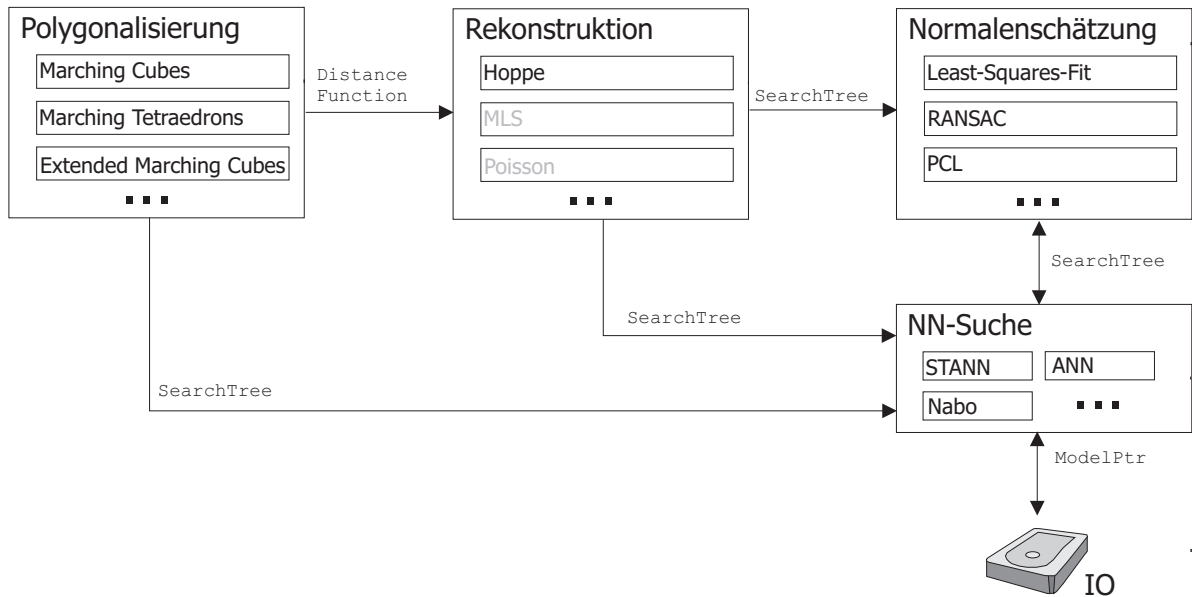 Polygonalisierung
Marching Cubes
Marching Tetraedrons
Extended Marching Cubes
...
Distance
Function
Rekonstruktion
Hoppe
MLS
Poisson
...
SearchTree
Normalenschätzung
Least-Squares-Fit
RANSAC
PCL
...
SearchTree
SearchTree
SearchTree
NN-Suche
STANN
ANN
Nabo
...
ModelPtr
IO